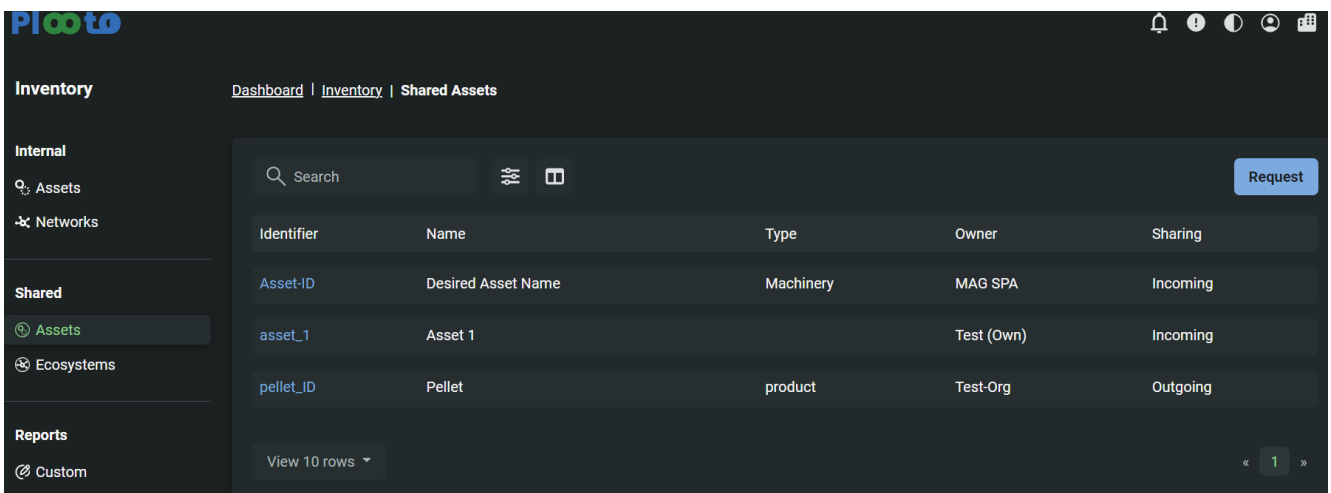 Plooto
Inventory
Dashboard | Inventory | Shared Assets
Internal
Assets
Networks
Shared
Assets
Ecosystems
Reports
Custom
Search
Request
Identifier Name Type Owner Sharing
Asset-ID Desired Asset Name Machinery MAG SPA Incoming
asset_1 Asset 1 Test (Own) Incoming
pellet_ID Pellet product Test-Org Outgoing
View 10 rows
« 1 »